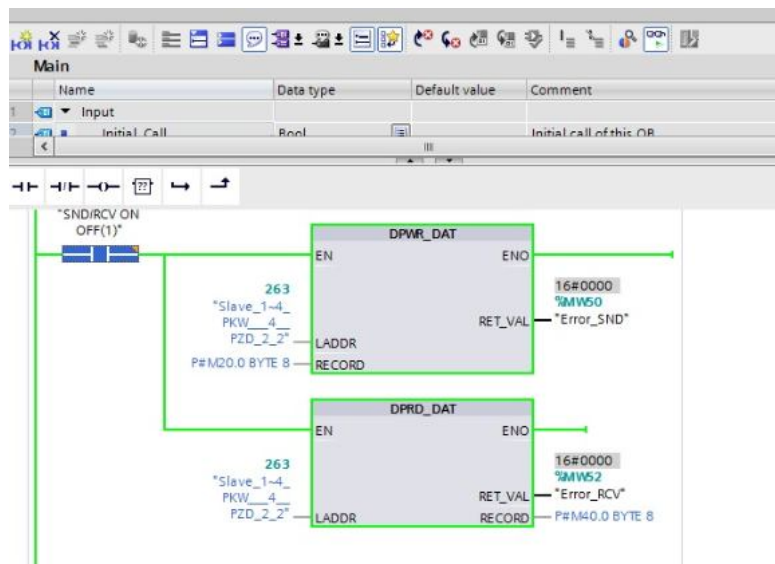 Main
Name Data type Default value Comment
1 Input
2 Initial_Call Bool Initial call of this OB
"SND/RCV ON
OFF(1)"
DPWR_DAT
EN ENO
263
"Slave_1~4_
PKW___4__
PZD_2_2"
LADDR
P#M20.0 BYTE 8
RECORD
16#0000
%MW50
RET_VAL "Error_SND"
DPRD_DAT
EN ENO
263
"Slave_1~4_
PKW___4__
PZD_2_2"
LADDR
16#0000
%MW52
RET_VAL "Error_RCV"
RECORD P#M40.0 BYTE 8